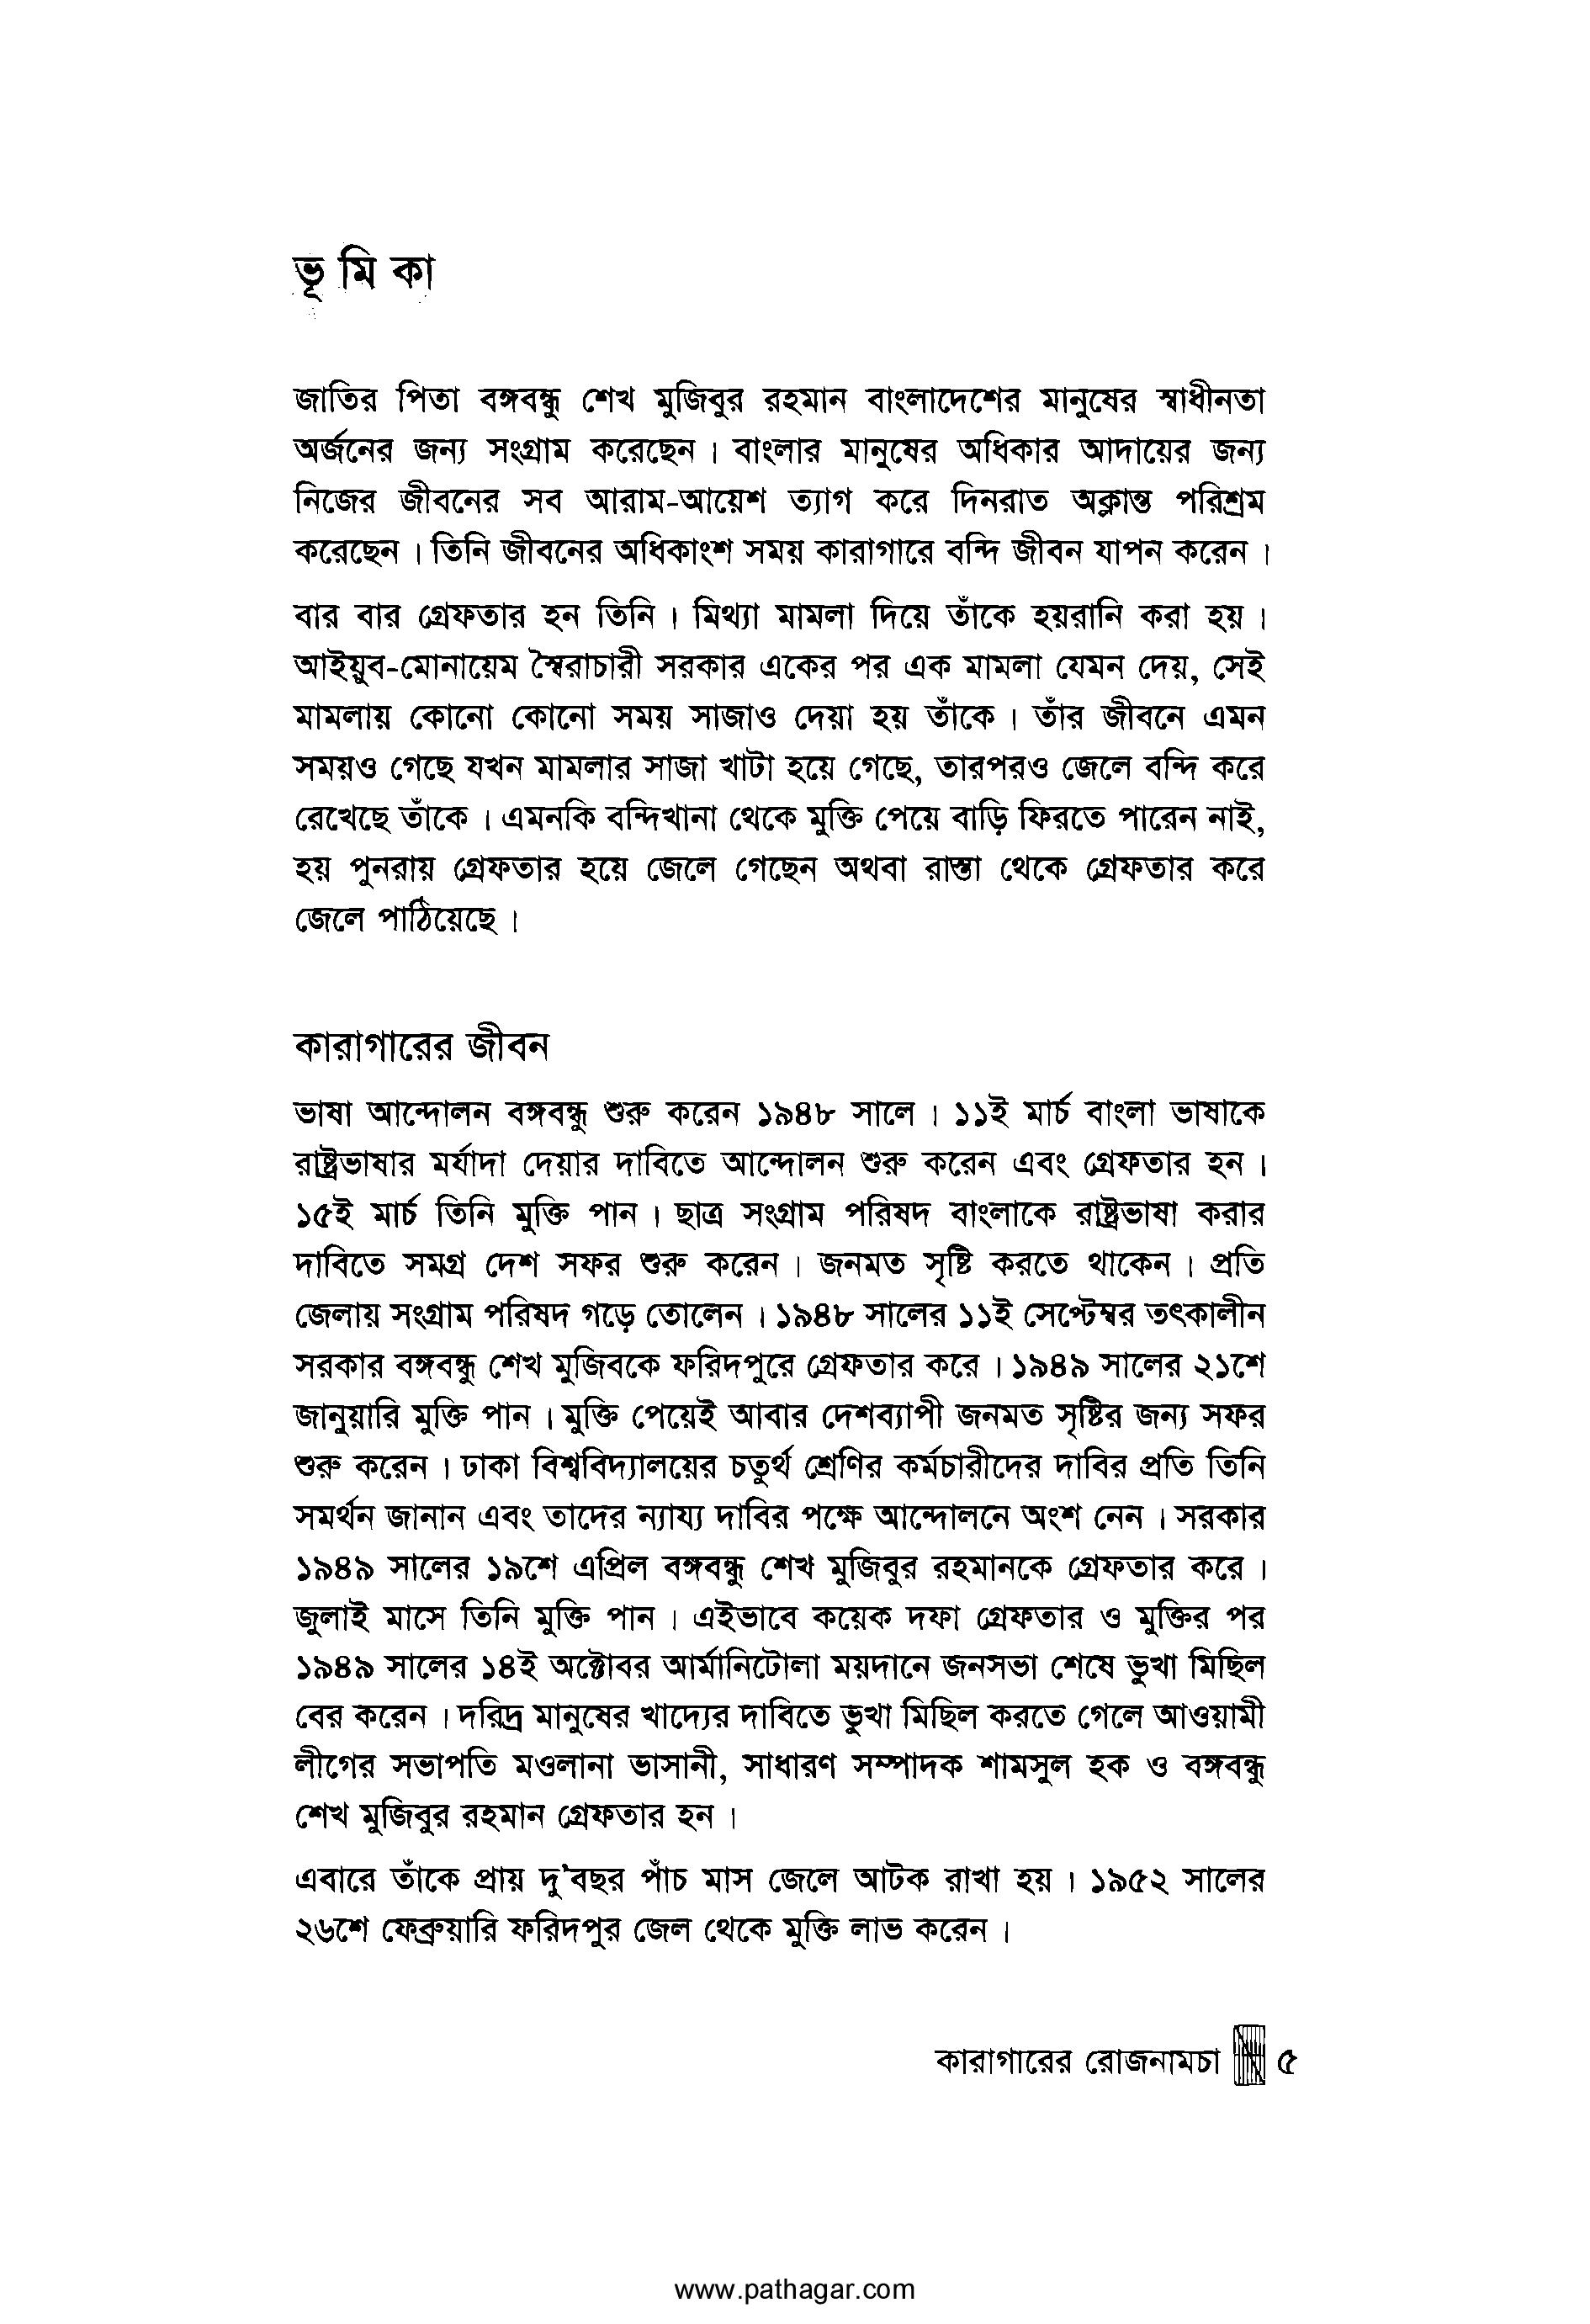 ভূ মি কা
জাতির পিতা বঙ্গবন্ধু শেখ মুজিবুর রহমান বাংলাদেশের মানুষের স্বাধীনতা
অর্জনের জন্য সংগ্রাম করেছেন। বাংলার মানুষের অধিকার আদায়ের জন্য
নিজের জীবনের সব আরাম-আয়েশ ত্যাগ করে দিনরাত অক্লান্ত পরিশ্রম
করেছেন। তিনি জীবনের অধিকাংশ সময় কারাগারে বন্দি জীবন যাপন করেন।
বার বার গ্রেফতার হন তিনি। মিথ্যা মামলা দিয়ে তাঁকে হয়রানি করা হয়।
আইয়ুব-মোনায়েম স্বৈরাচারী সরকার একের পর এক মামলা যেমন দেয়, সেই
মামলায় কোনো কোনো সময় সাজাও দেয়া হয় তাঁকে। তাঁর জীবনে এমন
সময়ও গেছে যখন মামলার সাজা খাটা হয়ে গেছে, তারপরও জেলে বন্দি করে
রেখেছে তাঁকে। এমনকি বন্দিখানা থেকে মুক্তি পেয়ে বাড়ি ফিরতে পারেন নাই,
হয় পুনরায় গ্রেফতার হয়ে জেলে গেছেন অথবা রাস্তা থেকে গ্রেফতার করে
জেলে পাঠিয়েছে।
কারাগারের জীবন
ভাষা আন্দোলন বঙ্গবন্ধু শুরু করেন ১৯৪৮ সালে। ১১ই মার্চ বাংলা ভাষাকে
রাষ্ট্রভাষার মর্যাদা দেয়ার দাবিতে আন্দোলন শুরু করেন এবং গ্রেফতার হন।
১৫ই মার্চ তিনি মুক্তি পান। ছাত্র সংগ্রাম পরিষদ বাংলাকে রাষ্ট্রভাষা করার
দাবিতে সমগ্র দেশ সফর শুরু করেন। জনমত সৃষ্টি করতে থাকেন। প্রতি
জেলায় সংগ্রাম পরিষদ গড়ে তোলেন। ১৯৪৮ সালের ১১ই সেপ্টেম্বর তৎকালীন
সরকার বঙ্গবন্ধু শেখ মুজিবকে ফরিদপুরে গ্রেফতার করে। ১৯৪৯ সালের ২১শে
জানুয়ারি মুক্তি পান। মুক্তি পেয়েই আবার দেশব্যাপী জনমত সৃষ্টির জন্য সফর
শুরু করেন। ঢাকা বিশ্ববিদ্যালয়ের চতুর্থ শ্রেণির কর্মচারীদের দাবির প্রতি তিনি
সমর্থন জানান এবং তাদের ন্যায্য দাবির পক্ষে আন্দোলনে অংশ নেন। সরকার
১৯৪৯ সালের ১৯শে এপ্রিল বঙ্গবন্ধু শেখ মুজিবুর রহমানকে গ্রেফতার করে।
জুলাই মাসে তিনি মুক্তি পান। এইভাবে কয়েক দফা গ্রেফতার ও মুক্তির পর
১৯৪৯ সালের ১৪ই অক্টোবর আর্মানিটোলা ময়দানে জনসভা শেষে ভুখা মিছিল
বের করেন। দরিদ্র মানুষের খাদ্যের দাবিতে ভুখা মিছিল করতে গেলে আওয়ামী
লীগের সভাপতি মওলানা ভাসানী, সাধারণ সম্পাদক শামসুল হক ও বঙ্গবন্ধু
শেখ মুজিবুর রহমান গ্রেফতার হন।
এবারে তাঁকে প্রায় দু'বছর পাঁচ মাস জেলে আটক রাখা হয়। ১৯৫২ সালের
২৬শে ফেব্রুয়ারি ফরিদপুর জেল থেকে মুক্তি লাভ করেন।
কারাগারের রোজনামচা ৫
www.pathagar.com